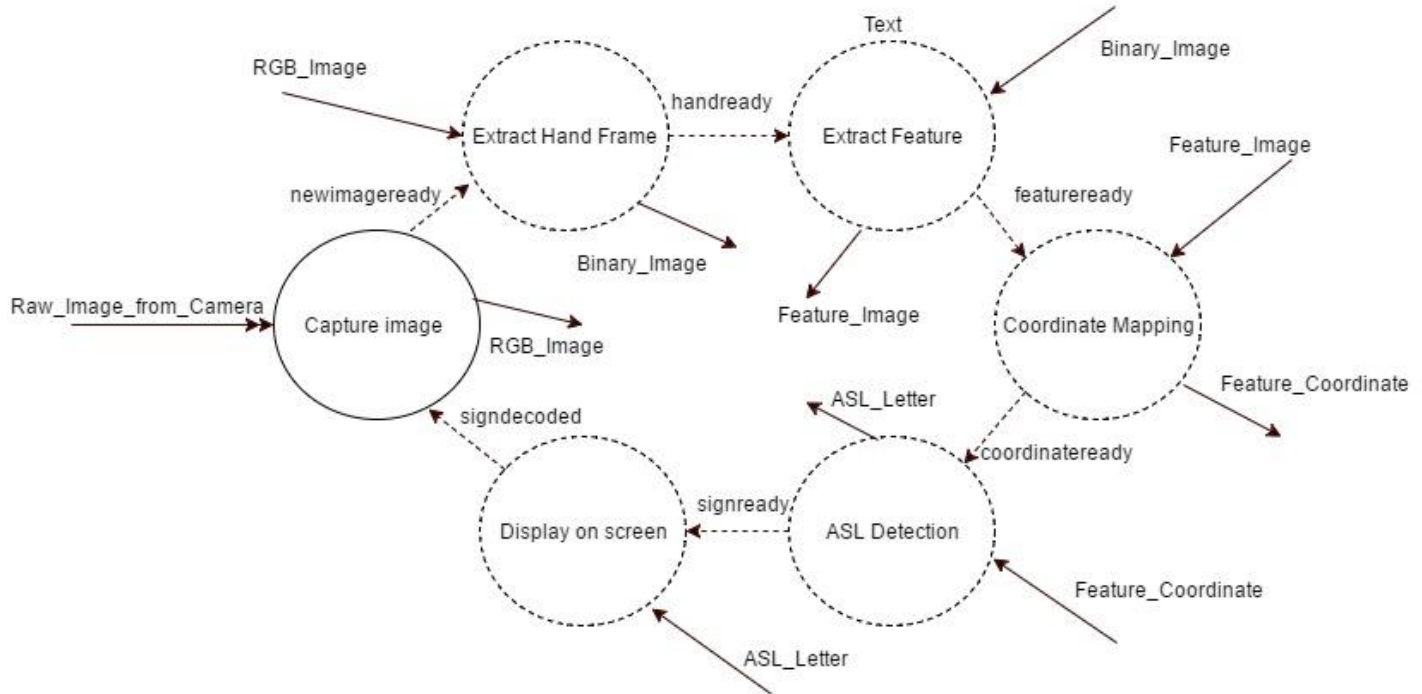 Text
Binary_Image
RGB_Image
handready
Extract Hand Frame
Extract Feature
Feature_Image
newimageready
featureready
Binary_Image
Raw_Image_from_Camera
Feature_Image
Capture image
Coordinate Mapping
RGB_Image
Feature_Coordinate
ASL_Letter
signdecoded
coordinateready
signready
Display on screen
ASL Detection
Feature_Coordinate
ASL_Letter